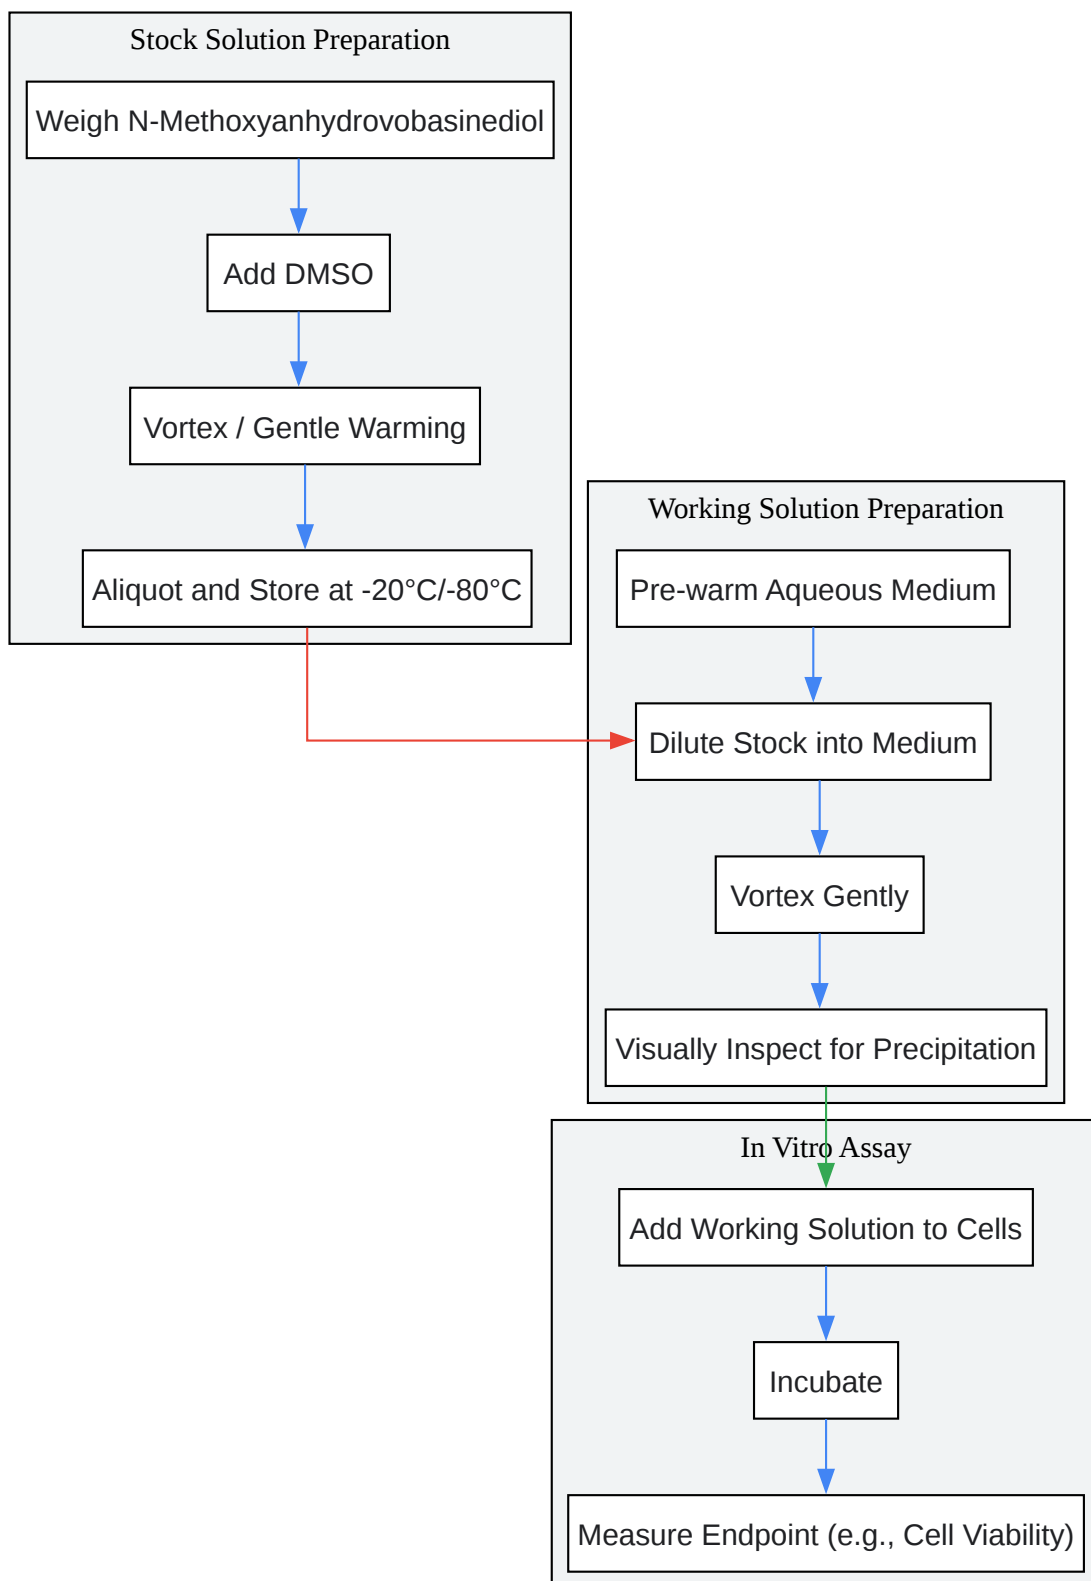 Stock Solution Preparation
Weigh N-Methoxyanhydrovobasinediol
Add DMSO
Vortex / Gentle Warming
Aliquot and Store at -20°C/-80°C
Working Solution Preparation
Pre-warm Aqueous Medium
Dilute Stock into Medium
Vortex Gently
Visually Inspect for Precipitation
In Vitro Assay
Add Working Solution to Cells
Incubate
Measure Endpoint (e.g., Cell Viability)